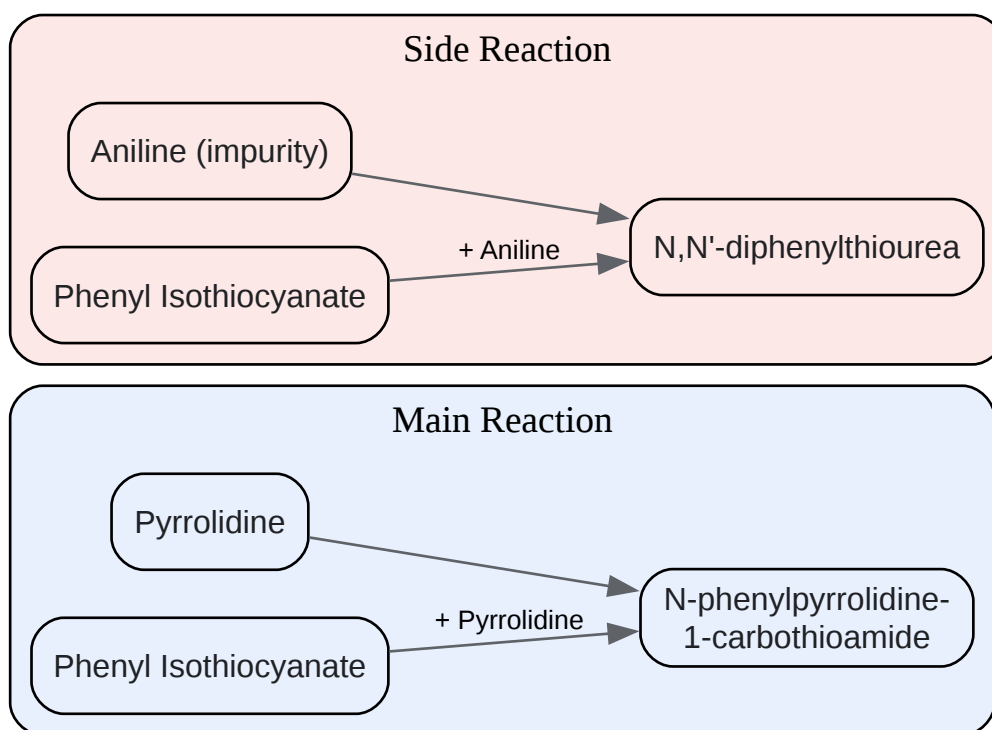 Side Reaction
Aniline (impurity)
Phenyl Isothiocyanate
+ Aniline
N,N'-diphenylthiourea
Main Reaction
Pyrrolidine
Phenyl Isothiocyanate
+ Pyrrolidine
N-phenylpyrrolidine-
1-carbothioamide